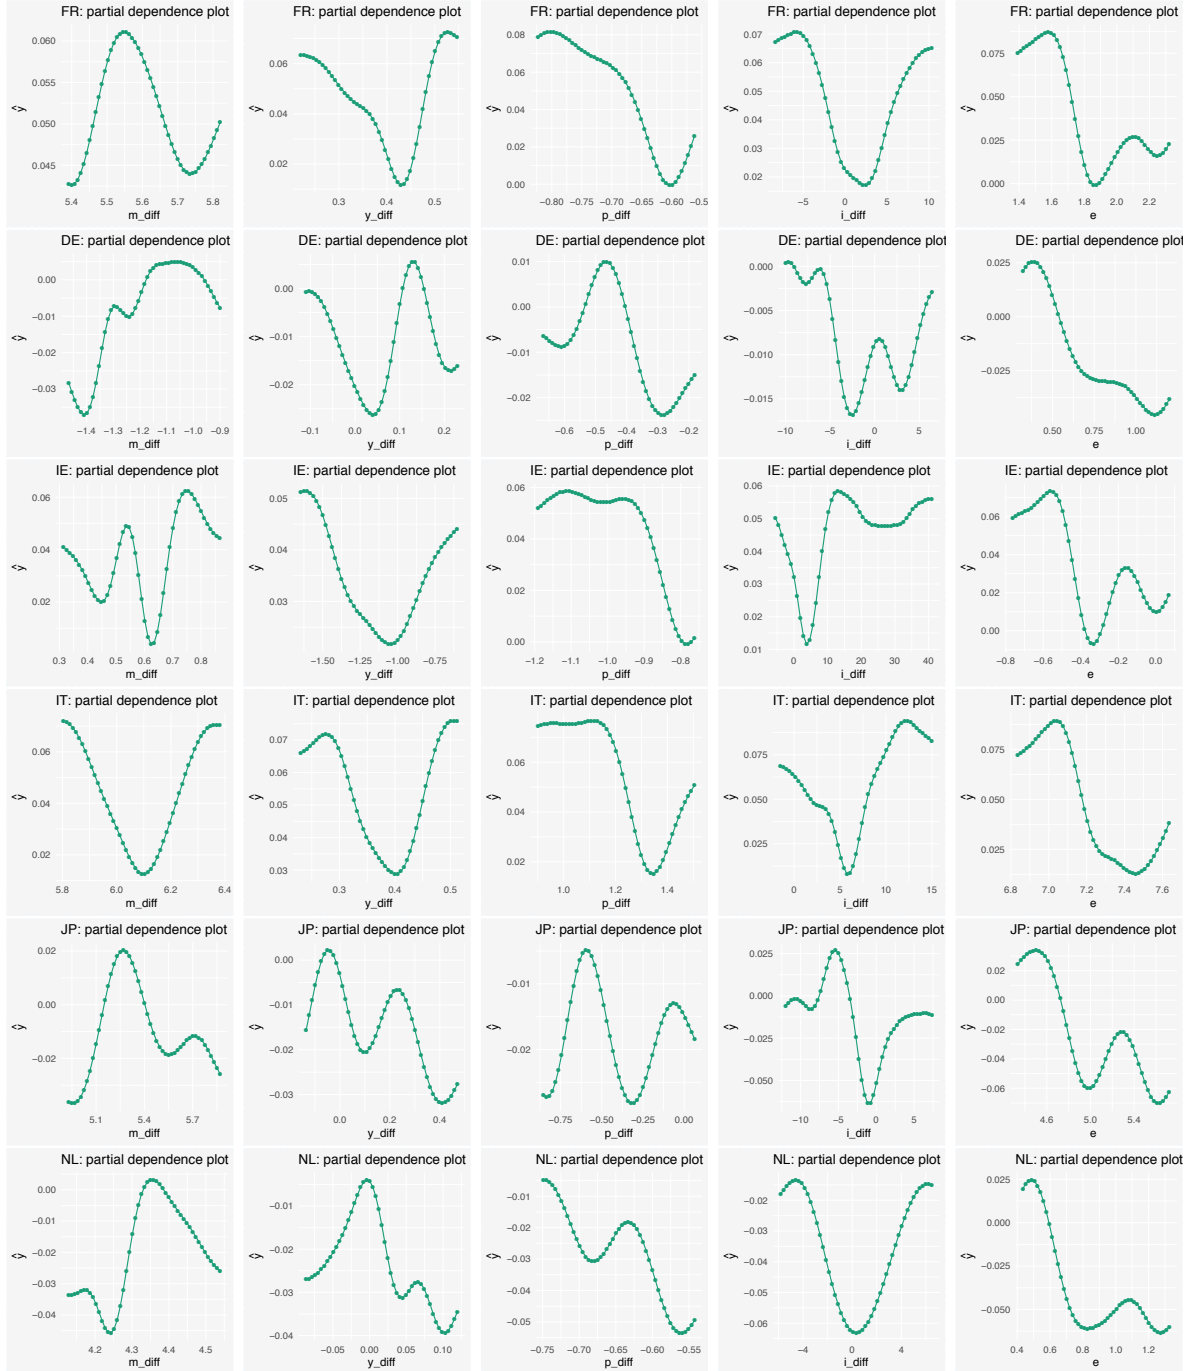 FR: partial dependence plot
ŷ
0.060
0.055
0.050
0.045
5.4 5.5 5.6 5.7 5.8
m_diff
FR: partial dependence plot
ŷ
0.06
0.04
0.02
0.3 0.4 0.5
y_diff
FR: partial dependence plot
ŷ
0.08
0.06
0.04
0.02
0.00
−0.80 −0.75 −0.70 −0.65 −0.60 −0.55
p_diff
FR: partial dependence plot
ŷ
0.07
0.06
0.05
0.04
0.03
0.02
−5 0 5 10
i_diff
FR: partial dependence plot
ŷ
0.075
0.050
0.025
0.000
1.4 1.6 1.8 2.0 2.2
e
DE: partial dependence plot
ŷ
0.00
−0.01
−0.02
−0.03
−1.4 −1.3 −1.2 −1.1 −1.0 −0.9
m_diff
DE: partial dependence plot
ŷ
0.00
−0.01
−0.02
−0.1 0.0 0.1 0.2
y_diff
DE: partial dependence plot
ŷ
0.01
0.00
−0.01
−0.02
−0.6 −0.5 −0.4 −0.3 −0.2
p_diff
DE: partial dependence plot
ŷ
0.000
−0.005
−0.010
−0.015
−10 −5 0 5
i_diff
DE: partial dependence plot
ŷ
0.025
0.000
−0.025
0.50 0.75 1.00
e
IE: partial dependence plot
ŷ
0.06
0.04
0.02
0.3 0.4 0.5 0.6 0.7 0.8
m_diff
IE: partial dependence plot
ŷ
0.05
0.04
0.03
−1.50 −1.25 −1.00 −0.75
y_diff
IE: partial dependence plot
ŷ
0.06
0.04
0.02
0.00
−1.2 −1.1 −1.0 −0.9 −0.8
p_diff
IE: partial dependence plot
ŷ
0.06
0.05
0.04
0.03
0.02
0.01
0 10 20 30 40
i_diff
IE: partial dependence plot
ŷ
0.06
0.04
0.02
0.00
−0.8 −0.6 −0.4 −0.2 0.0
e
IT: partial dependence plot
ŷ
0.06
0.04
0.02
5.8 6.0 6.2 6.4
m_diff
IT: partial dependence plot
ŷ
0.07
0.06
0.05
0.04
0.03
0.3 0.4 0.5
y_diff
IT: partial dependence plot
ŷ
0.06
0.04
0.02
1.0 1.2 1.4
p_diff
IT: partial dependence plot
ŷ
0.075
0.050
0.025
0 5 10 15
i_diff
IT: partial dependence plot
ŷ
0.075
0.050
0.025
6.8 7.0 7.2 7.4 7.6
e
JP: partial dependence plot
ŷ
0.02
0.00
−0.02
5.1 5.4 5.7
m_diff
JP: partial dependence plot
ŷ
0.00
−0.01
−0.02
−0.03
0.0 0.2 0.4
y_diff
JP: partial dependence plot
ŷ
−0.01
−0.02
−0.75 −0.50 −0.25 0.00
p_diff
JP: partial dependence plot
ŷ
0.025
0.000
−0.025
−0.050
−10 −5 0 5
i_diff
JP: partial dependence plot
ŷ
0.02
0.00
−0.02
−0.04
−0.06
4.6 5.0 5.4
e
NL: partial dependence plot
ŷ
0.00
−0.01
−0.02
−0.03
−0.04
4.2 4.3 4.4 4.5
m_diff
NL: partial dependence plot
ŷ
−0.01
−0.02
−0.03
−0.04
−0.05 0.00 0.05 0.10
y_diff
NL: partial dependence plot
ŷ
−0.01
−0.02
−0.03
−0.04
−0.05
−0.75 −0.70 −0.65 −0.60 −0.55
p_diff
NL: partial dependence plot
ŷ
−0.02
−0.03
−0.04
−0.05
−0.06
−4 0 4
i_diff
NL: partial dependence plot
ŷ
0.025
0.000
−0.025
−0.050
0.4 0.6 0.8 1.0 1.2
e